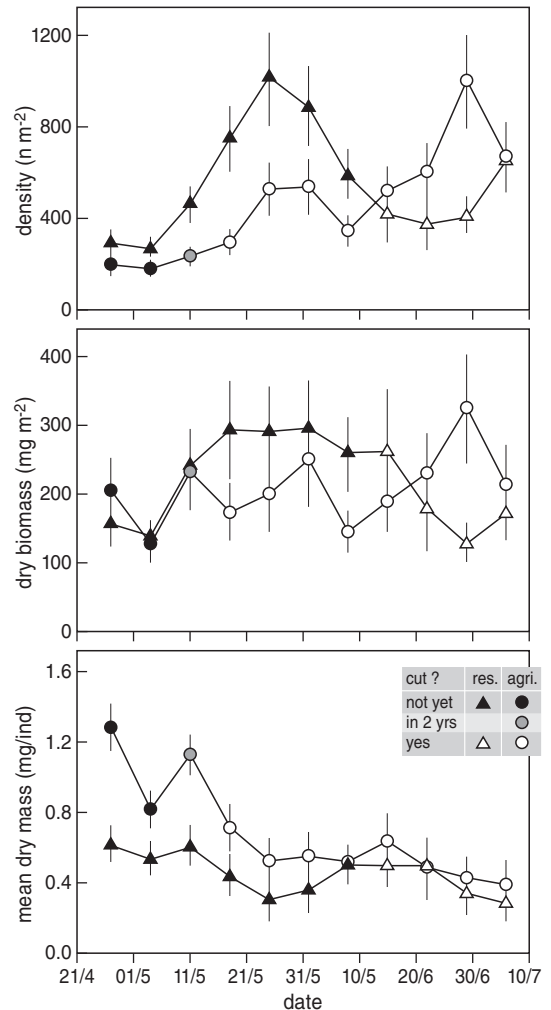 1200
800
400
0
density (n m-2)
400
300
200
100
0
dry biomass (mg m-2)
1.6
1.2
0.8
0.4
0.0
mean dry mass (mg/ind)
cut ? res. agri.
not yet
in 2 yrs
yes
21/4 01/5 11/5 21/5 31/5 10/5 20/6 30/6 10/7
date